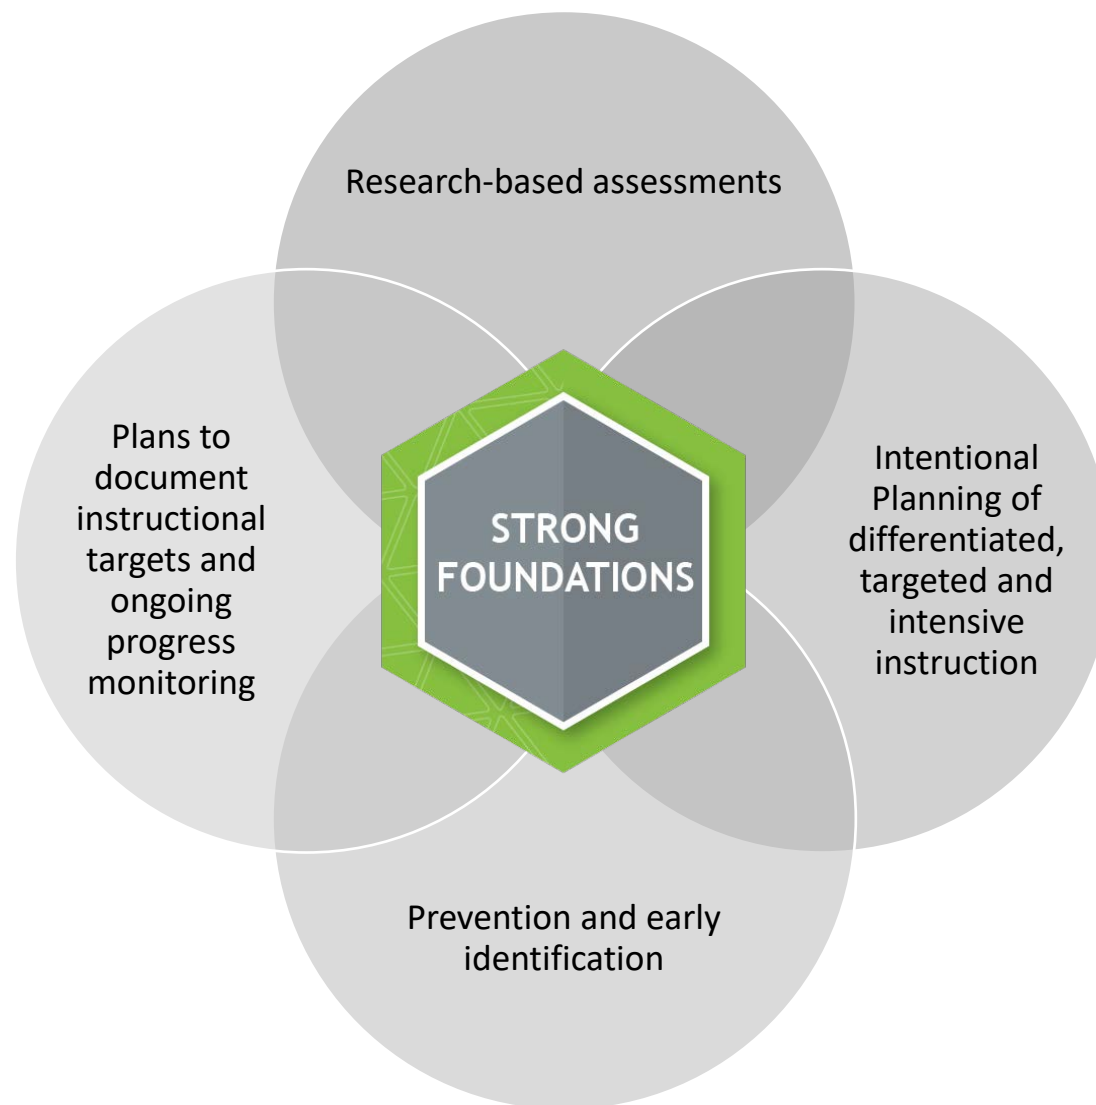 Research-based assessments
Plans to
document
instructional
targets and
ongoing
progress
monitoring
STRONG
FOUNDATIONS
Intentional
Planning of
differentiated,
targeted and
intensive
instruction
Prevention and early
identification